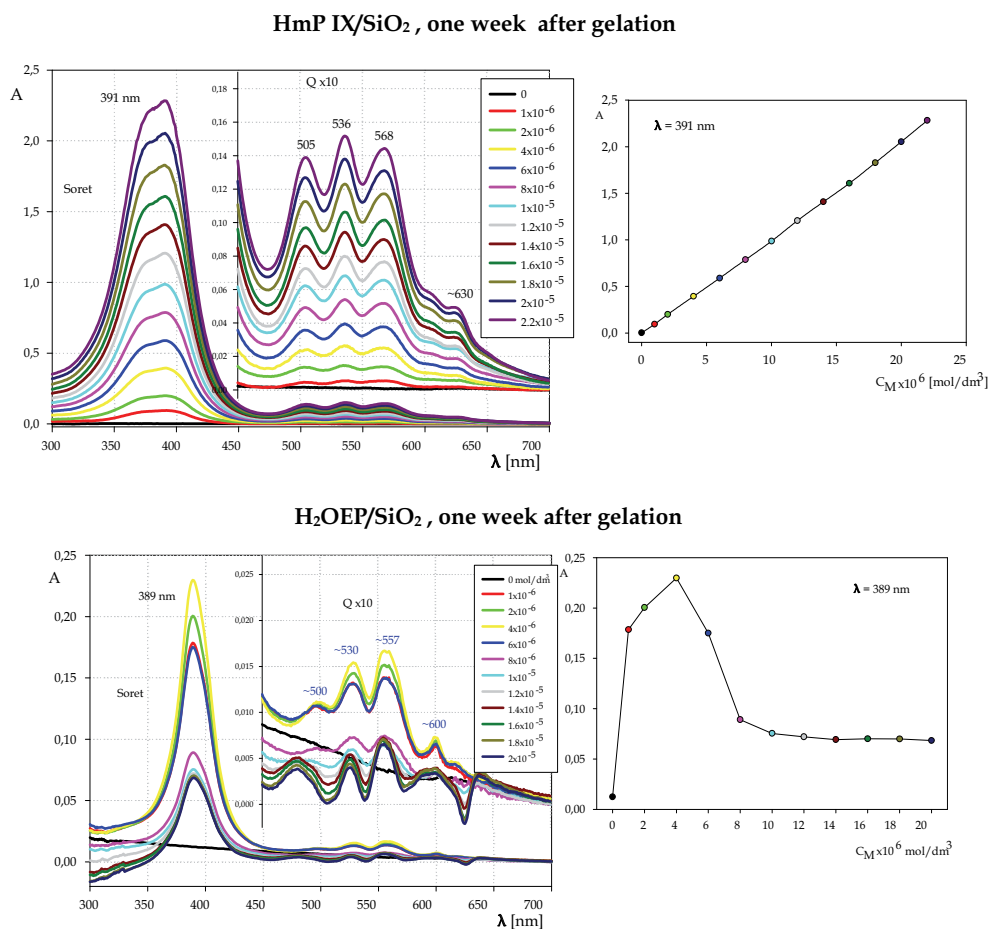 HmP IX/SiO₂ , one week after gelation
2,5
A
2,0
1,5
1,0
0,5
0,0
391 nm
Soret
Q x10
0,18
0,16
0,14
0,12
0,10
0,08
0,06
0,04
0,02
0,00
505
536
568
~630
300
350
400
450
500
550
600
650
700
λ [nm]
0
1x10⁻⁶
2x10⁻⁶
4x10⁻⁶
6x10⁻⁶
8x10⁻⁶
1x10⁻⁵
1.2x10⁻⁵
1.4x10⁻⁵
1.6x10⁻⁵
1.8x10⁻⁵
2x10⁻⁵
2.2x10⁻⁵
A
2,5
2,0
1,5
1,0
0,5
0,0
λ = 391 nm
0
5
10
15
20
25
C_M x10⁶ [mol/dm³]
H₂OEP/SiO₂ , one week after gelation
0,25
A
0,20
0,15
0,10
0,05
0,00
389 nm
Soret
Q x10
0,025
0,020
0,015
0,010
0,005
0,000
~500
~530
~557
~600
300
350
400
450
500
550
600
650
700
λ [nm]
0 mol/dm³
1x10⁻⁶
2x10⁻⁶
4x10⁻⁶
6x10⁻⁶
8x10⁻⁶
1x10⁻⁵
1.2x10⁻⁵
1.4x10⁻⁵
1.6x10⁻⁵
1.8x10⁻⁵
2x10⁻⁵
0,25
A
0,20
0,15
0,10
0,05
0,00
λ = 389 nm
0
2
4
6
8
10
12
14
16
18
20
C_M x10⁶ mol/dm³